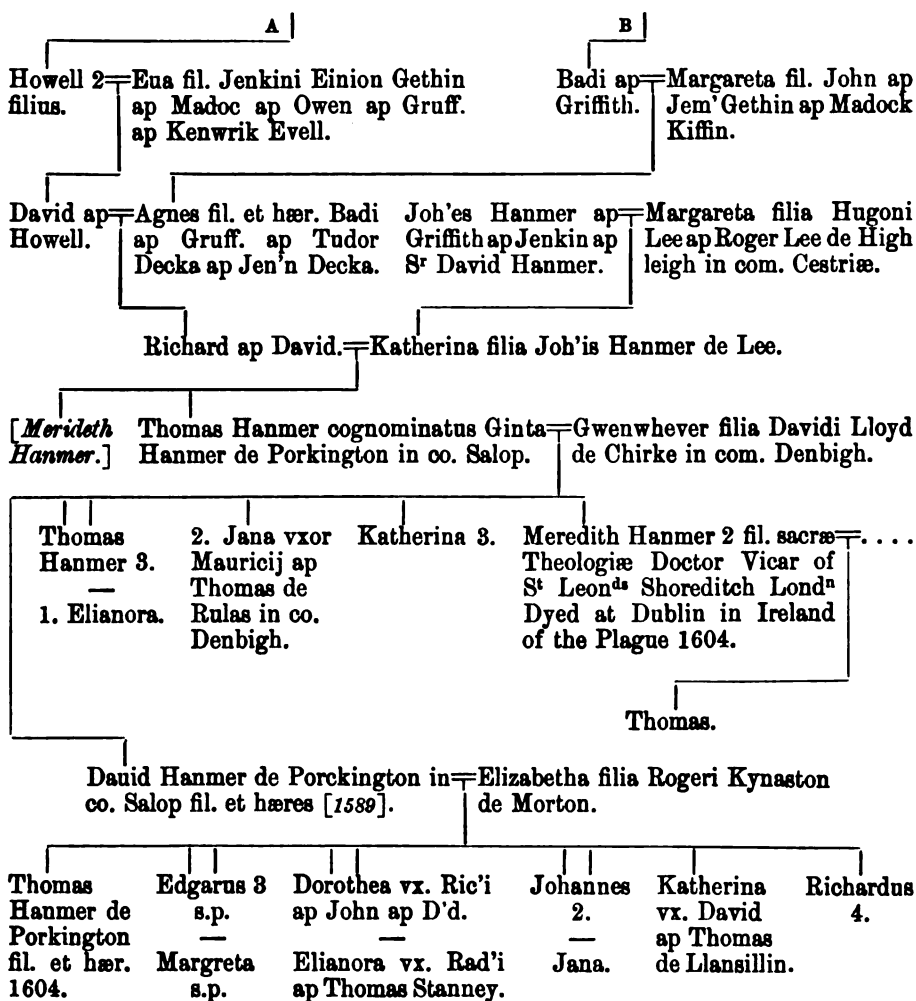 A
B
Howell 2 filius.
Eua fil. Jenkini Einion Gethin
ap Madoc ap Owen ap Gruff.
ap Kenwrik Evell.
Badi ap
Griffith.
Margareta fil. John ap
Jem' Gethin ap Madock
Kiffin.
David ap
Howell.
Agnes fil. et hær. Badi
ap Gruff. ap Tudor
Decka ap Jen'n Decka.
Joh'es Hanmer ap
Griffith ap Jenkin ap
Sʳ David Hanmer.
Margareta filia Hugoni
Lee ap Roger Lee de High
leigh in com. Cestriæ.
Richard ap David.
Katherina filia Joh'is Hanmer de Lee.
[Merideth
Hanmer.]
Thomas Hanmer cognominatus Ginta
Hanmer de Porkington in co. Salop.
Gwenwhever filia Davidi Lloyd
de Chirke in com. Denbigh.
Thomas
Hanmer 3.
—
1. Elianora.
2. Jana vxor
Mauricij ap
Thomas de
Rulas in co.
Denbigh.
Katherina 3.
Meredith Hanmer 2 fil. sacræ
Theologiæ Doctor Vicar of
Sᵗ Leonᵈˢ Shoreditch Londⁿ
Dyed at Dublin in Ireland
of the Plague 1604.
. . . .
Thomas.
Dauid Hanmer de Porckington in
co. Salop fil. et hæres [1589].
Elizabetha filia Rogeri Kynaston
de Morton.
Thomas
Hanmer de
Porkington
fil. et hær.
1604.
Edgarus 3
s.p.
—
Margreta
s.p.
Dorothea vx. Ric'i
ap John ap D'd.
—
Elianora vx. Rad'i
ap Thomas Stanney.
Johannes
2.
—
Jana.
Katherina
vx. David
ap Thomas
de Llansillin.
Richardus
4.